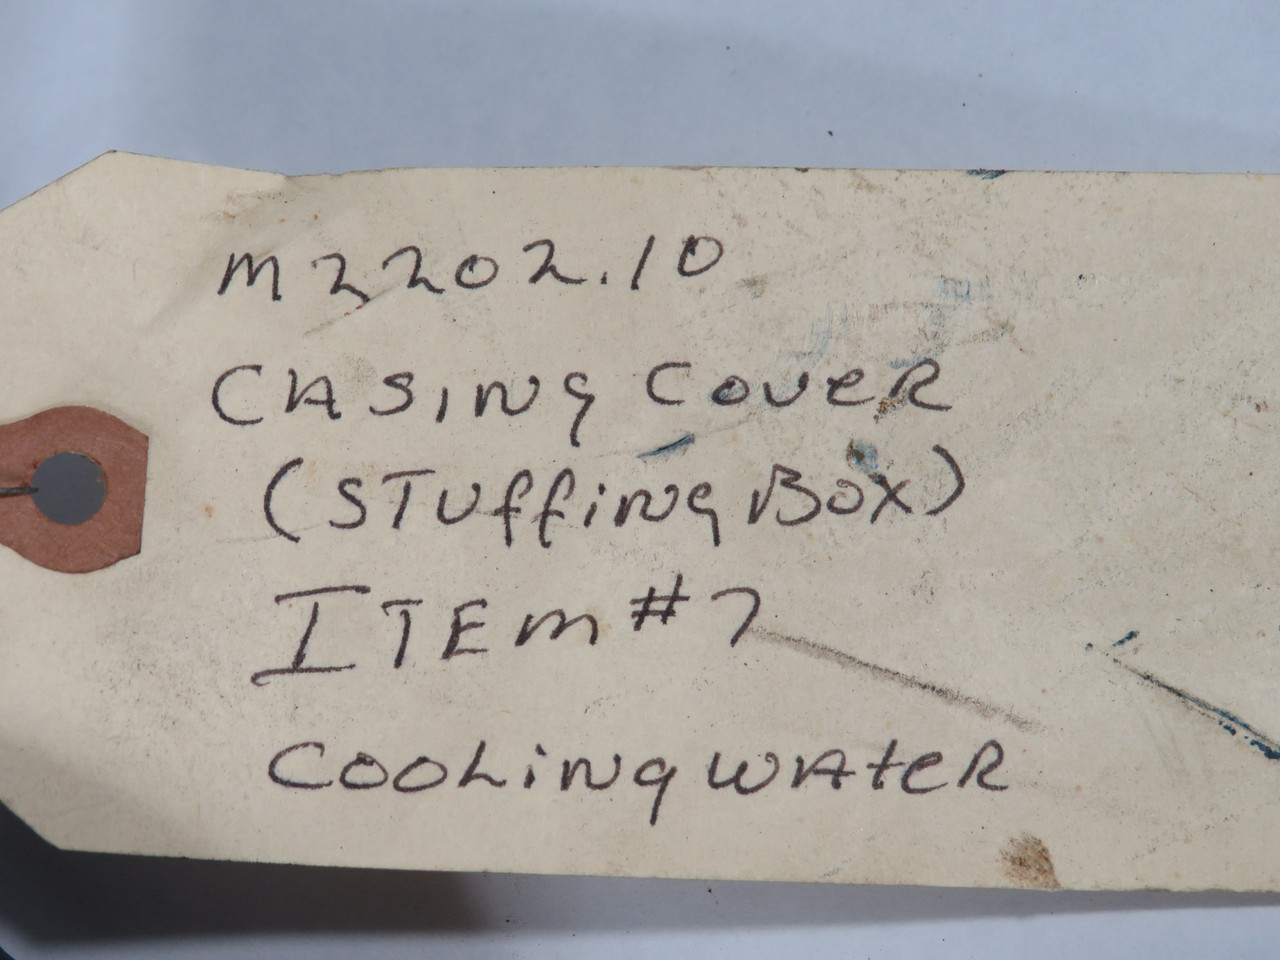 M2202.10
CASING COVER
(STUffiNG BOX)
ITEM #7
COOLING WATER